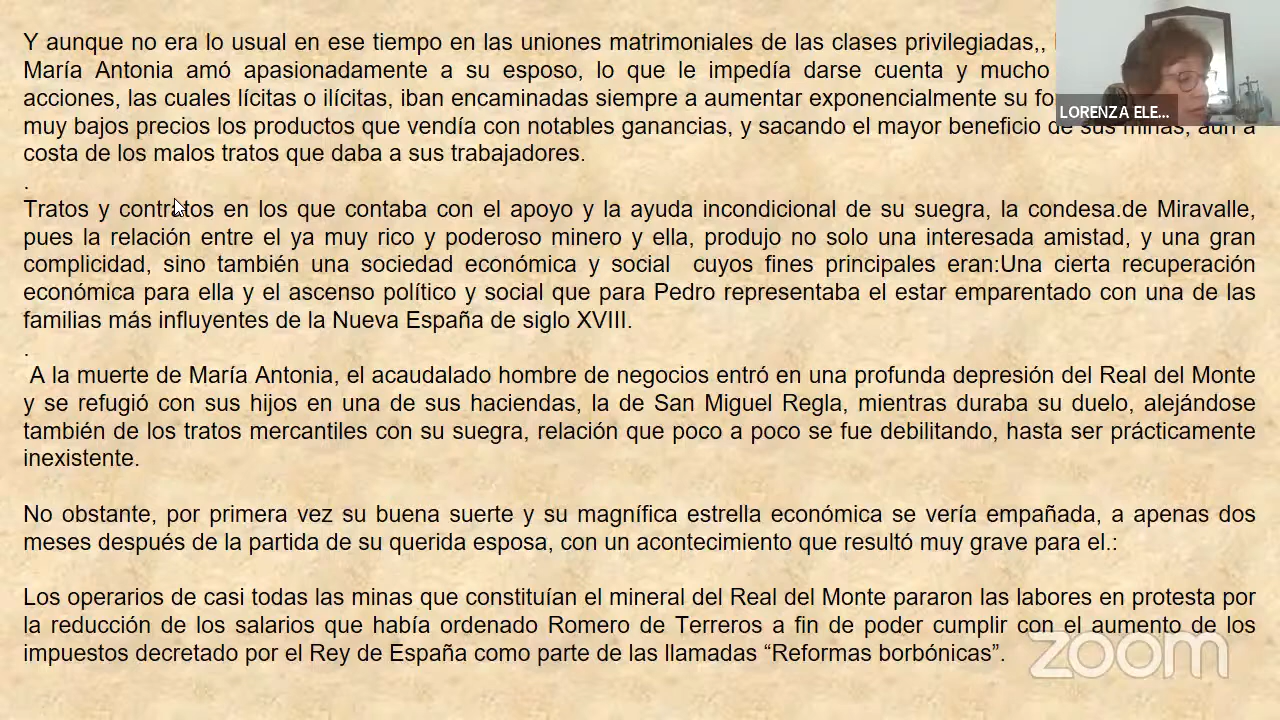 Y aunque no era lo usual en ese tiempo en las uniones matrimoniales de las clases privilegiadas,,
María Antonia amó apasionadamente a su esposo, lo que le impedía darse cuenta y mucho
acciones, las cuales lícitas o ilícitas, iban encaminadas siempre a aumentar exponencialmente su fo
LORENZA ELE...
muy bajos precios los productos que vendía con notables ganancias, y sacando el mayor beneficio de sus minas, aun a
costa de los malos tratos que daba a sus trabajadores.
.
Tratos y contratos en los que contaba con el apoyo y la ayuda incondicional de su suegra, la condesa.de Miravalle,
pues la relación entre el ya muy rico y poderoso minero y ella, produjo no solo una interesada amistad, y una gran
complicidad, sino también una sociedad económica y social cuyos fines principales eran:Una cierta recuperación
económica para ella y el ascenso político y social que para Pedro representaba el estar emparentado con una de las
familias más influyentes de la Nueva España de siglo XVIII.
.
A la muerte de María Antonia, el acaudalado hombre de negocios entró en una profunda depresión del Real del Monte
y se refugió con sus hijos en una de sus haciendas, la de San Miguel Regla, mientras duraba su duelo, alejándose
también de los tratos mercantiles con su suegra, relación que poco a poco se fue debilitando, hasta ser prácticamente
inexistente.
No obstante, por primera vez su buena suerte y su magnífica estrella económica se vería empañada, a apenas dos
meses después de la partida de su querida esposa, con un acontecimiento que resultó muy grave para el.:
Los operarios de casi todas las minas que constituían el mineral del Real del Monte pararon las labores en protesta por
la reducción de los salarios que había ordenado Romero de Terreros a fin de poder cumplir con el aumento de los
impuestos decretado por el Rey de España como parte de las llamadas “Reformas borbónicas”.
zoom